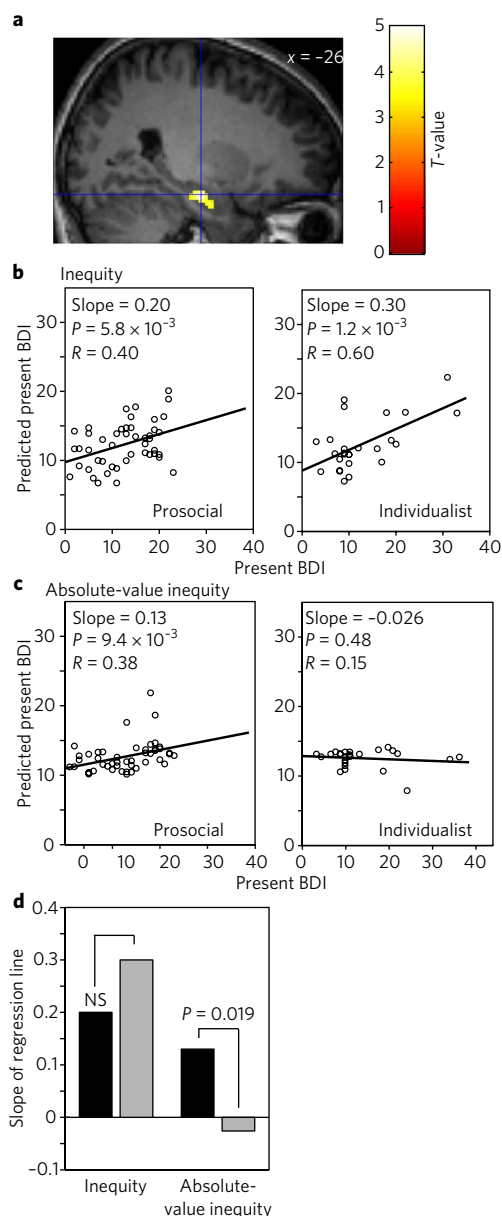 a
x = –26
5
4
3
2
1
0
T-value
b
Inequity
Slope = 0.20
P = 5.8 × 10⁻³
R = 0.40
Prosocial
30
20
10
0
Predicted present BDI
0 10 20 30 40
Slope = 0.30
P = 1.2 × 10⁻³
R = 0.60
Individualist
30
20
10
0
0 10 20 30 40
Present BDI
c
Absolute-value inequity
Slope = 0.13
P = 9.4 × 10⁻³
R = 0.38
Prosocial
30
20
10
0
Predicted present BDI
0 10 20 30 40
Slope = –0.026
P = 0.48
R = 0.15
Individualist
30
20
10
0
0 10 20 30 40
Present BDI
d
0.4
0.3
0.2
0.1
0
–0.1
Slope of regression line
NS
P = 0.019
Inequity
Absolute-
value inequity